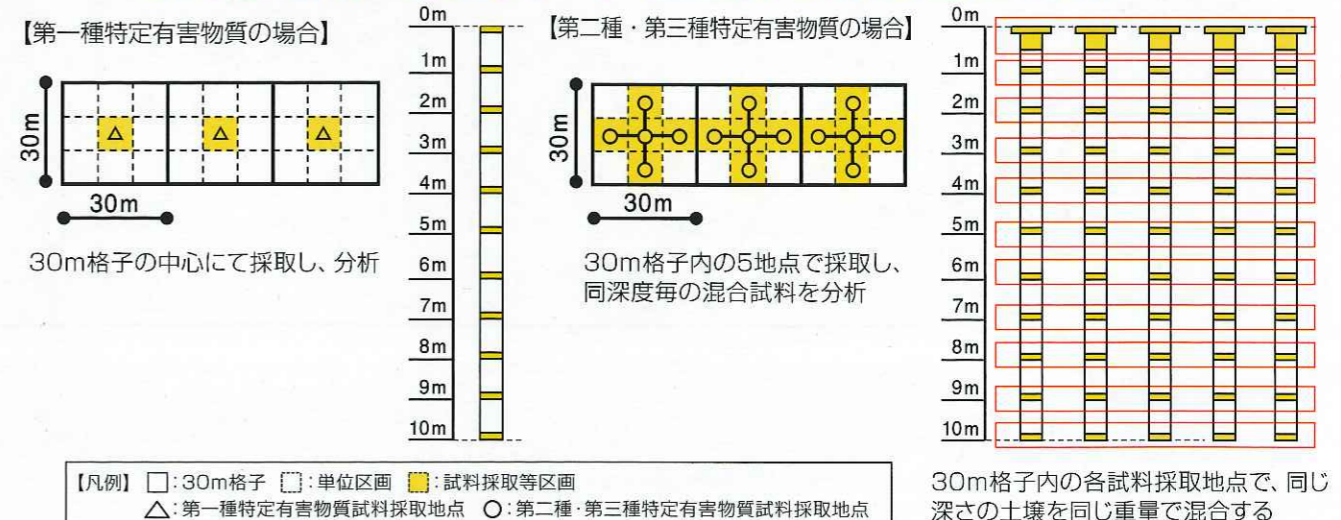 【第一種特定有害物質の場合】
30m
30m
30m格子の中心にて採取し、分析
0m
1m
2m
3m
4m
5m
6m
7m
8m
9m
10m
【第二種・第三種特定有害物質の場合】
30m
30m
30m格子内の5地点で採取し、
同深度毎の混合試料を分析
0m
1m
2m
3m
4m
5m
6m
7m
8m
9m
10m
30m格子内の各試料採取地点で、同じ
深さの土壌を同じ重量で混合する
【凡例】 □:30m格子 :単位区画 :試料採取等区画
△:第一種特定有害物質試料採取地点 ○:第二種・第三種特定有害物質試料採取地点